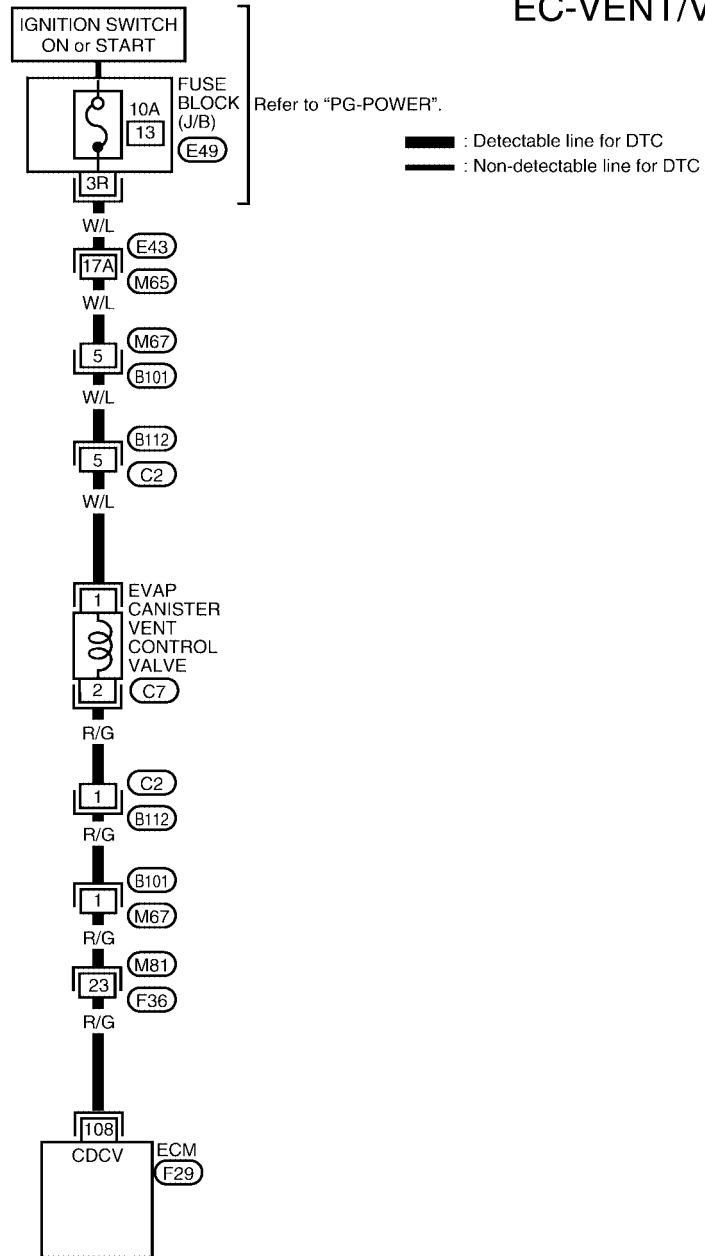 EC-VENT/V
IGNITION SWITCH
ON or START
FUSE
BLOCK
(J/B)
10A
13
E49
Refer to “PG-POWER”.
: Detectable line for DTC
: Non-detectable line for DTC
3R
W/L
E43
17A
M65
W/L
M67
5
B101
W/L
B112
5
C2
W/L
1
EVAP
CANISTER
VENT
CONTROL
VALVE
2
C7
R/G
C2
1
B112
R/G
B101
1
M67
R/G
M81
23
F36
R/G
108
CDCV
ECM
F29